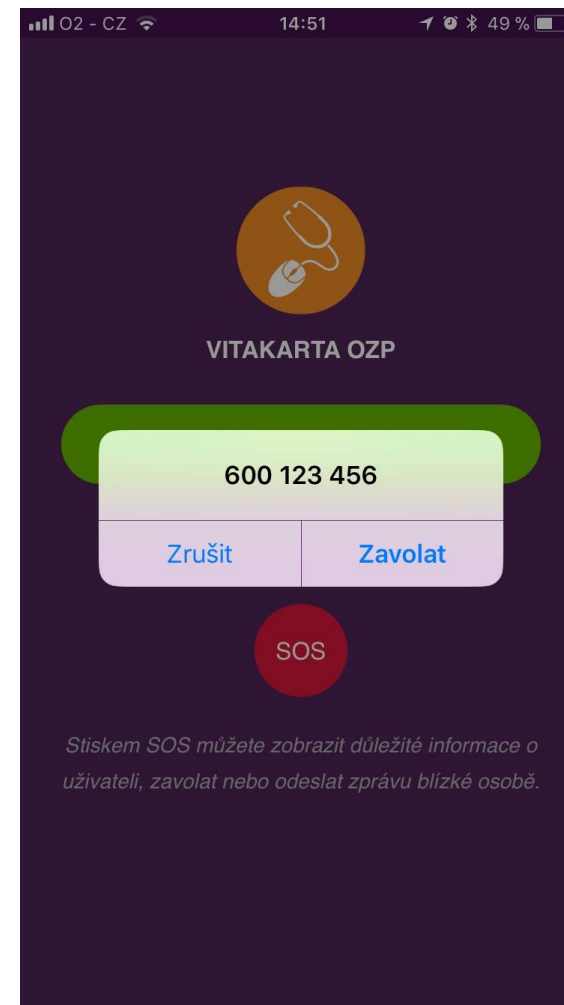 O2 - CZ 14:51 49 %
VITAKARTA OZP
600 123 456
Zrušit Zavolat
SOS
Stiskem SOS můžete zobrazit důležité informace o
uživateli, zavolat nebo odeslat zprávu blízké osobě.